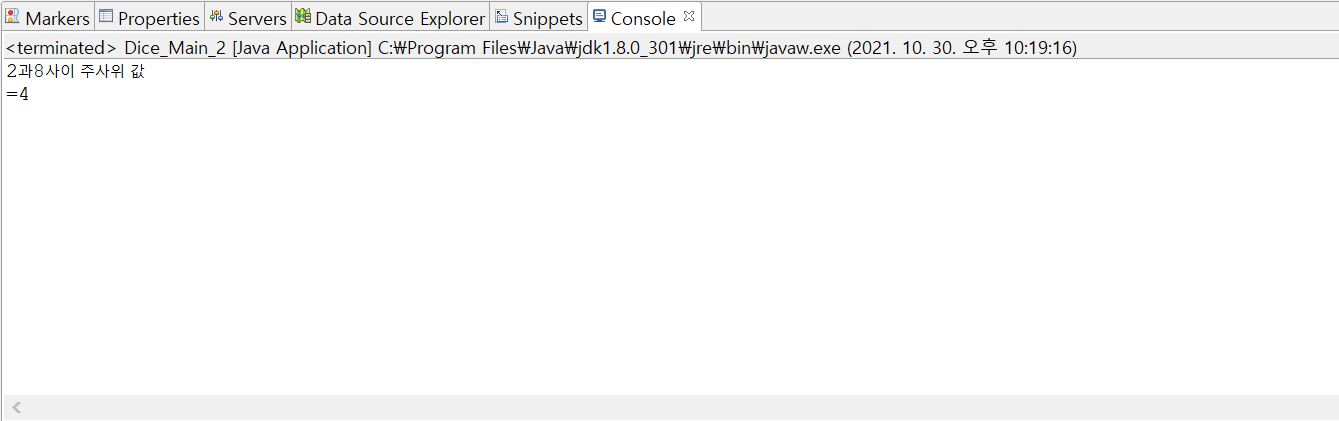 Markers Properties Servers Data Source Explorer Snippets Console
<terminated> Dice_Main_2 [Java Application] C:₩Program Files₩Java₩jdk1.8.0_301₩jre₩bin₩javaw.exe (2021. 10. 30. 오후 10:19:16)
2과8사이 주사위 값
=4